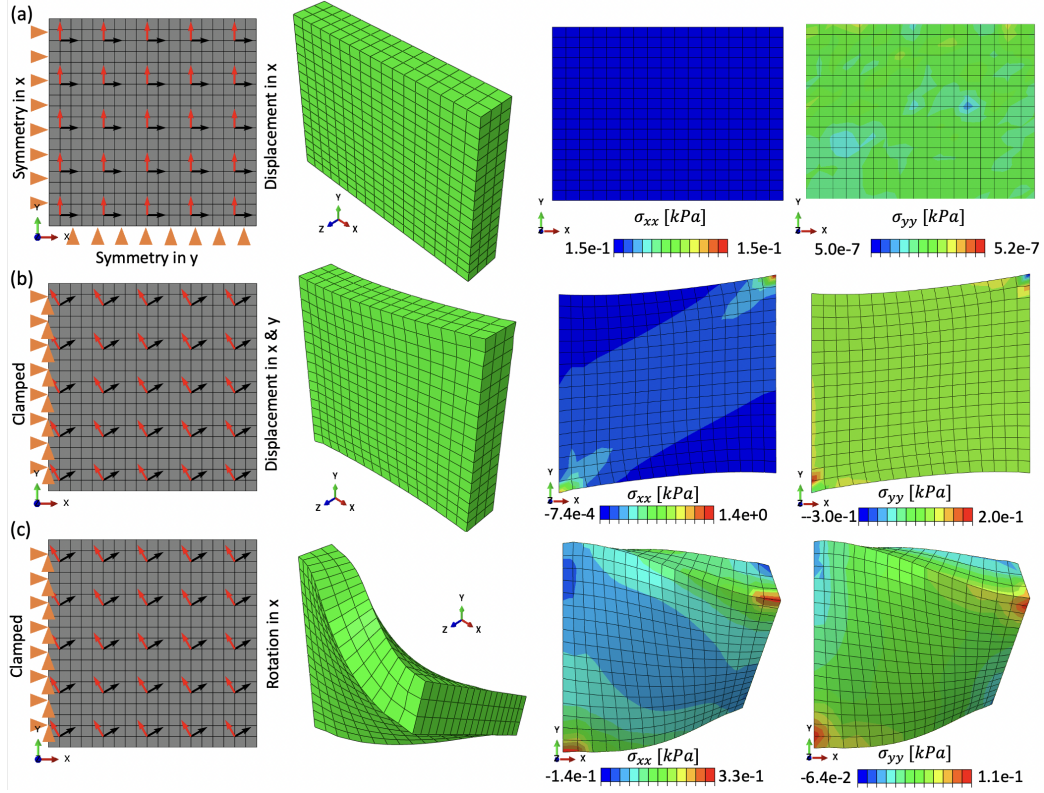 (a)
Symmetry in x
Y
X
Symmetry in y
Displacement in x
Y
Z
X
Y
Z
X
σxx [kPa]
1.5e-1
1.5e-1
Y
Z
X
σyy [kPa]
5.0e-7
5.2e-7
(b)
Clamped
Y
X
Displacement in x & y
Y
Z
X
Y
Z
X
σxx [kPa]
-7.4e-4
1.4e+0
Y
Z
X
σyy [kPa]
--3.0e-1
2.0e-1
(c)
Clamped
Y
X
Rotation in x
Y
Z
X
Y
Z
X
σxx [kPa]
-1.4e-1
3.3e-1
Y
Z
X
σyy [kPa]
-6.4e-2
1.1e-1